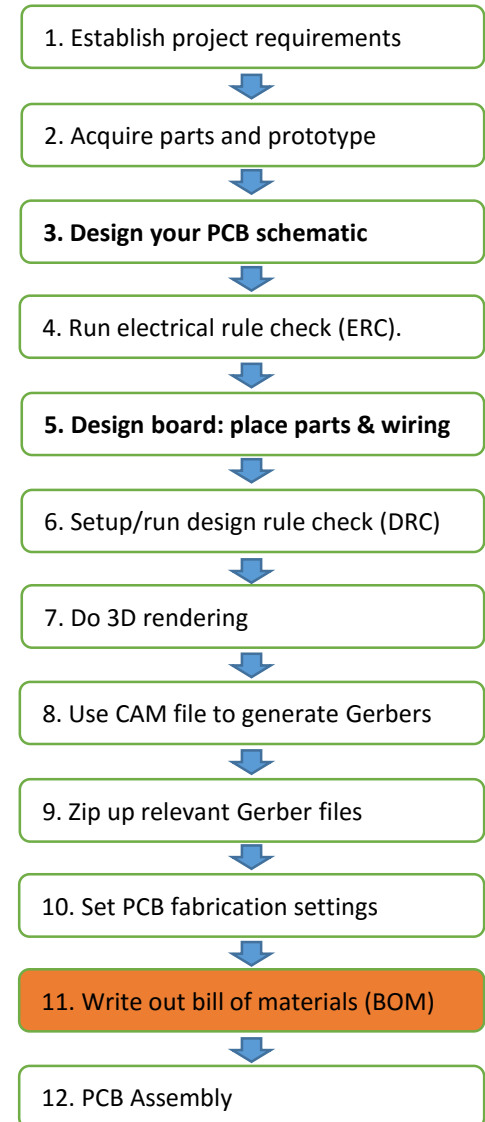 1. Establish project requirements
2. Acquire parts and prototype
3. Design your PCB schematic
4. Run electrical rule check (ERC).
5. Design board: place parts & wiring
6. Setup/run design rule check (DRC)
7. Do 3D rendering
8. Use CAM file to generate Gerbers
9. Zip up relevant Gerber files
10. Set PCB fabrication settings
11. Write out bill of materials (BOM)
12. PCB Assembly